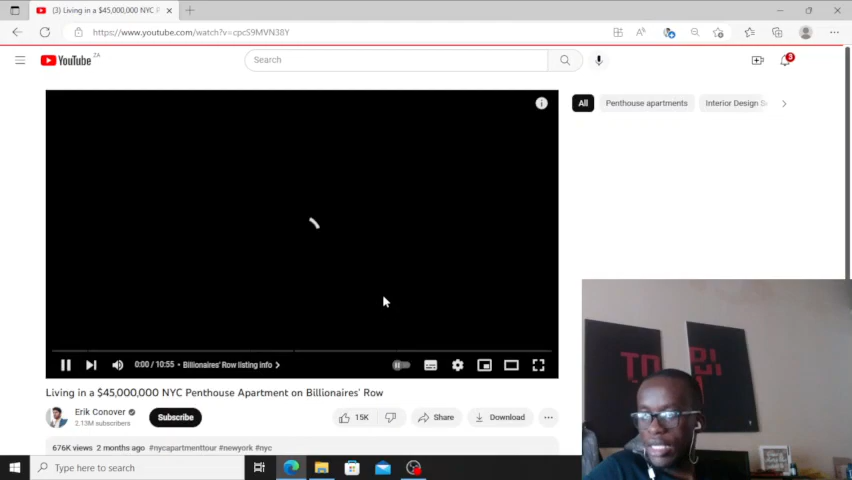 (3) Living in a $45,000,000 NYC P
https://www.youtube.com/watch?v=cpcS9MVN38Y
YouTube ZA
Search
3
All
Penthouse apartments
Interior Design S
0:00 / 10:55 • Billionaires' Row listing info
Living in a $45,000,000 NYC Penthouse Apartment on Billionaires' Row
Erik Conover
2.13M subscribers
Subscribe
15K
Share
Download
676K views 2 months ago #nycapartmenttour #newyork #nyc
Type here to search